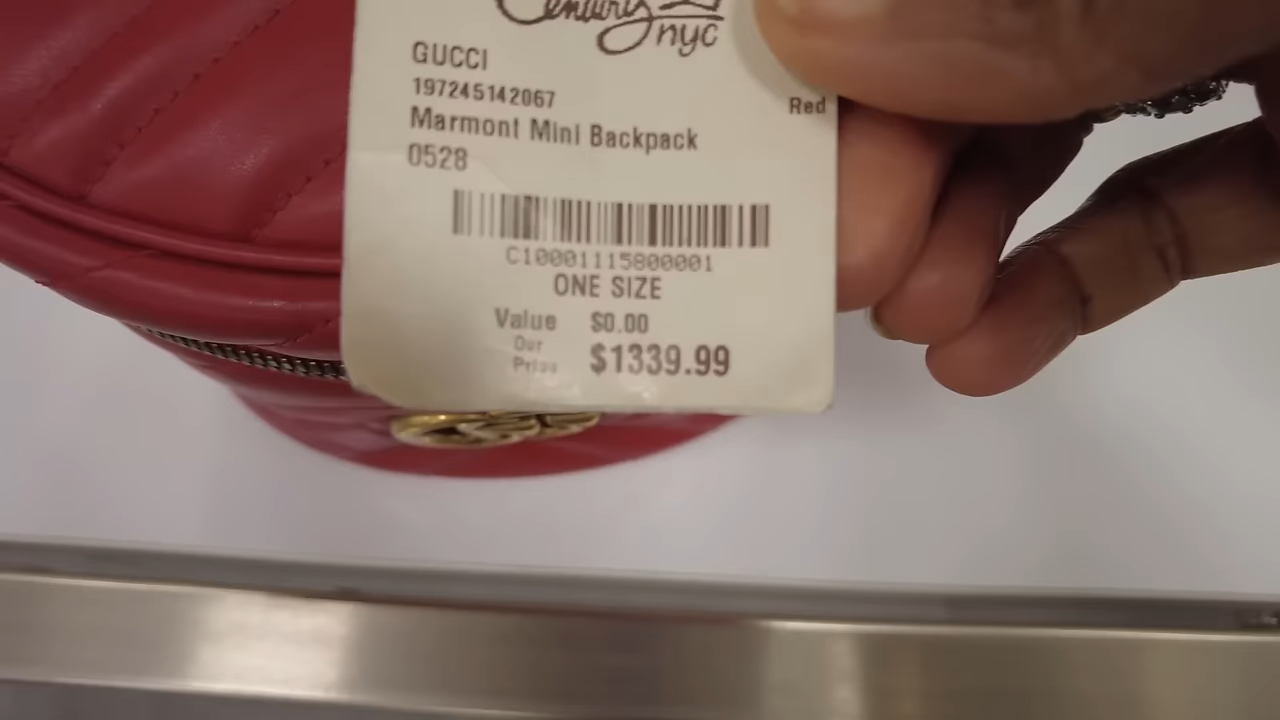 Century 21
nyc
GUCCI
197245142067
Red
Marmont Mini Backpack
0528
C10001115800001
ONE SIZE
Value $0.00
Our
Price $1339.99